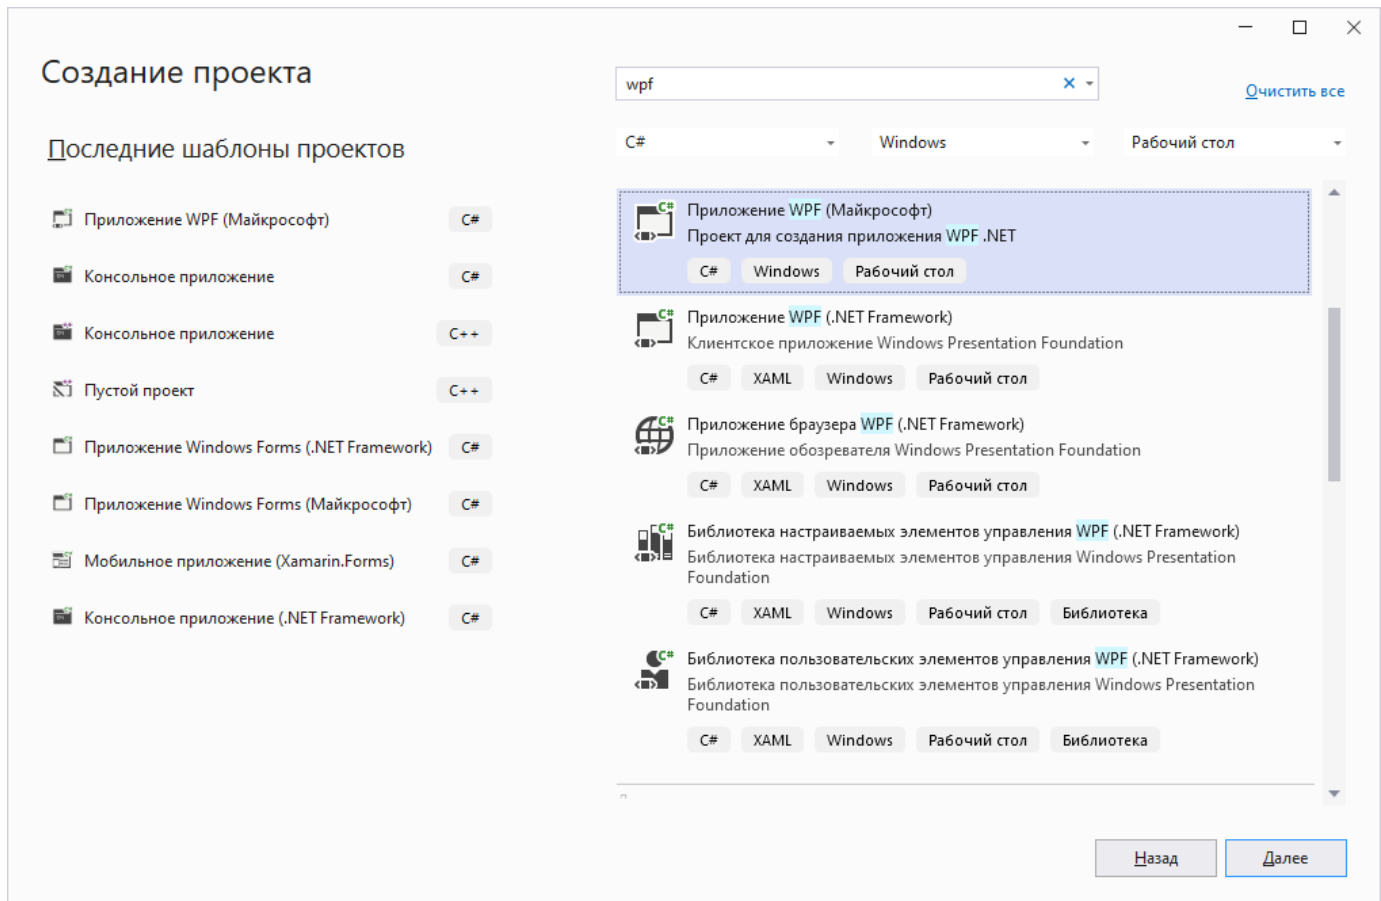 Создание проекта
wpf
Очистить все
Последние шаблоны проектов
C#
Windows
Рабочий стол
Приложение WPF (Майкрософт) C#
Консольное приложение C#
Консольное приложение C++
Пустой проект C++
Приложение Windows Forms (.NET Framework) C#
Приложение Windows Forms (Майкрософт) C#
Мобильное приложение (Xamarin.Forms) C#
Консольное приложение (.NET Framework) C#
Приложение WPF (Майкрософт)
Проект для создания приложения WPF .NET
C# Windows Рабочий стол
Приложение WPF (.NET Framework)
Клиентское приложение Windows Presentation Foundation
C# XAML Windows Рабочий стол
Приложение браузера WPF (.NET Framework)
Приложение обозревателя Windows Presentation Foundation
C# XAML Windows Рабочий стол
Библиотека настраиваемых элементов управления WPF (.NET Framework)
Библиотека настраиваемых элементов управления Windows Presentation
Foundation
C# XAML Windows Рабочий стол Библиотека
Библиотека пользовательских элементов управления WPF (.NET Framework)
Библиотека пользовательских элементов управления Windows Presentation
Foundation
C# XAML Windows Рабочий стол Библиотека
Назад
Далее